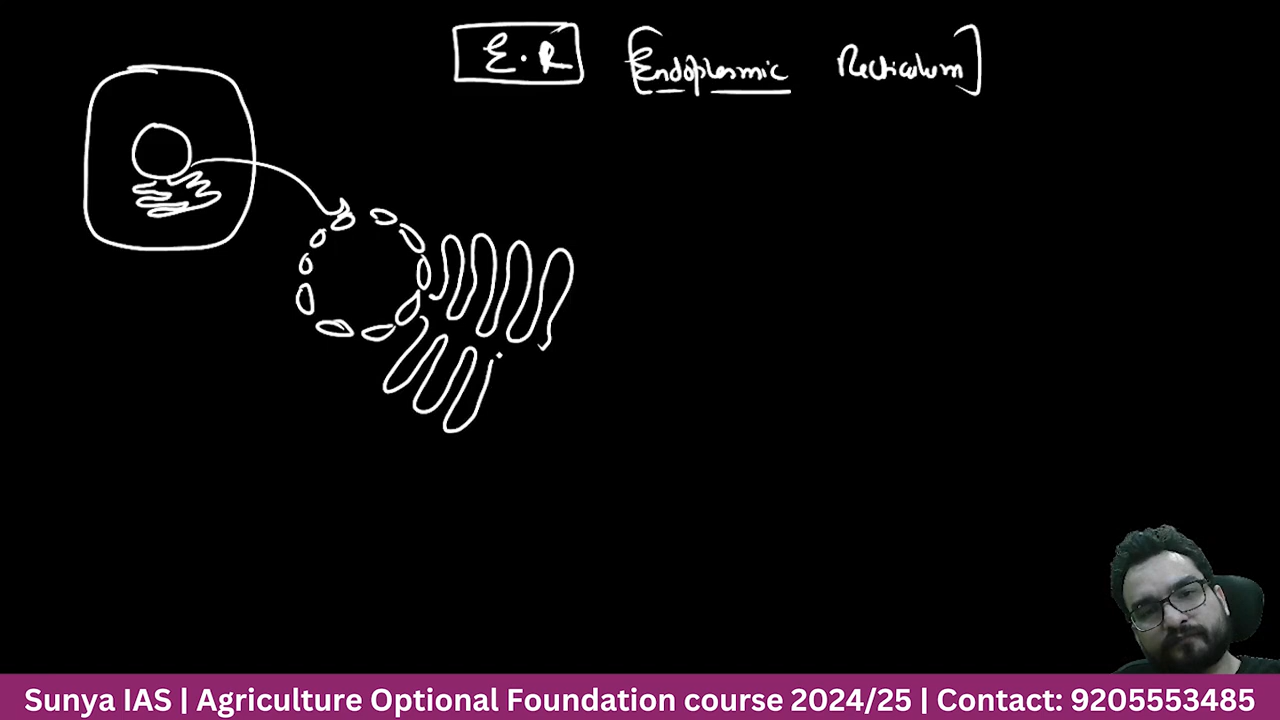 E.R [Endoplasmic Recticulum]
Sunya IAS | Agriculture Optional Foundation course 2024/25 | Contact: 9205553485